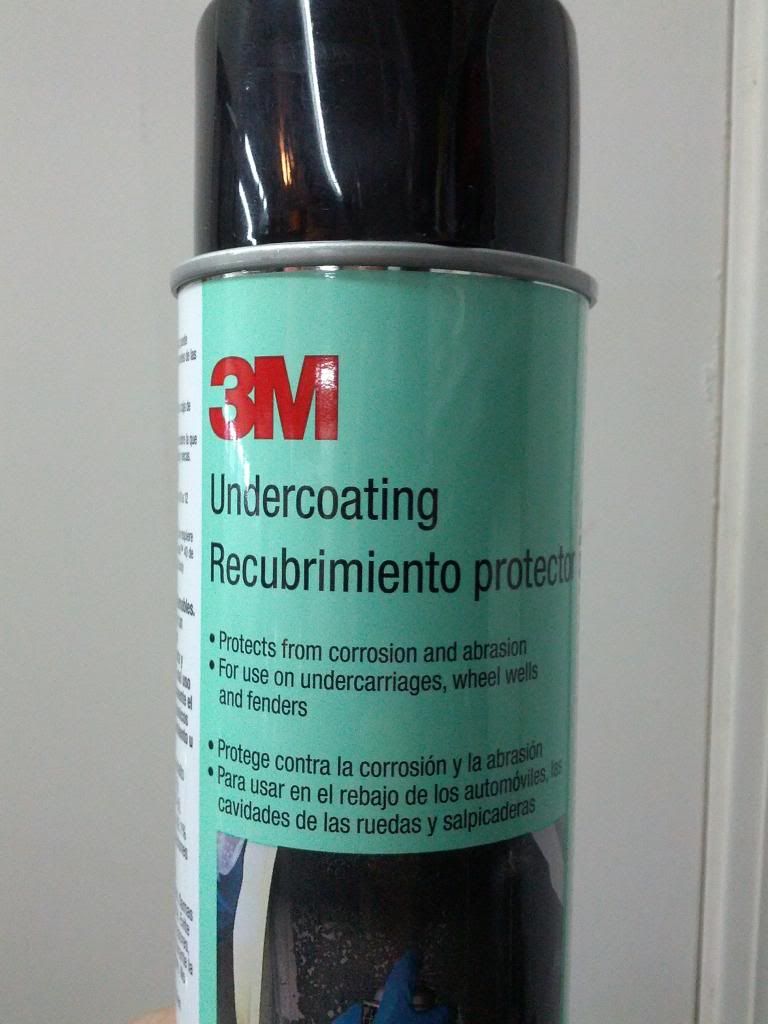 3M
Undercoating
Recubrimiento protector
• Protects from corrosion and abrasion
• For use on undercarriages, wheel wells
and fenders
• Protege contra la corrosión y la abrasión
• Para usar en el rebajo de los automóviles, las
cavidades de las ruedas y salpicaderas